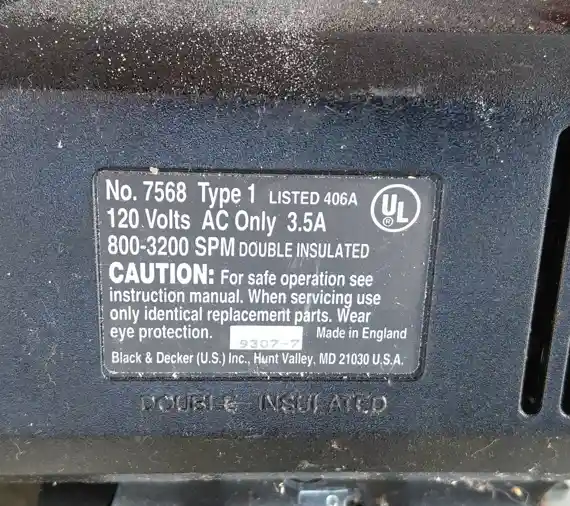 No. 7568 Type 1 LISTED 406A
UL
®
120 Volts AC Only 3.5A
800-3200 SPM DOUBLE INSULATED
CAUTION: For safe operation see
instruction manual. When servicing use
only identical replacement parts. Wear
eye protection. 9307-7 Made in England
Black & Decker (U.S.) Inc., Hunt Valley, MD 21030 U.S.A.
DOUBLE INSULATED